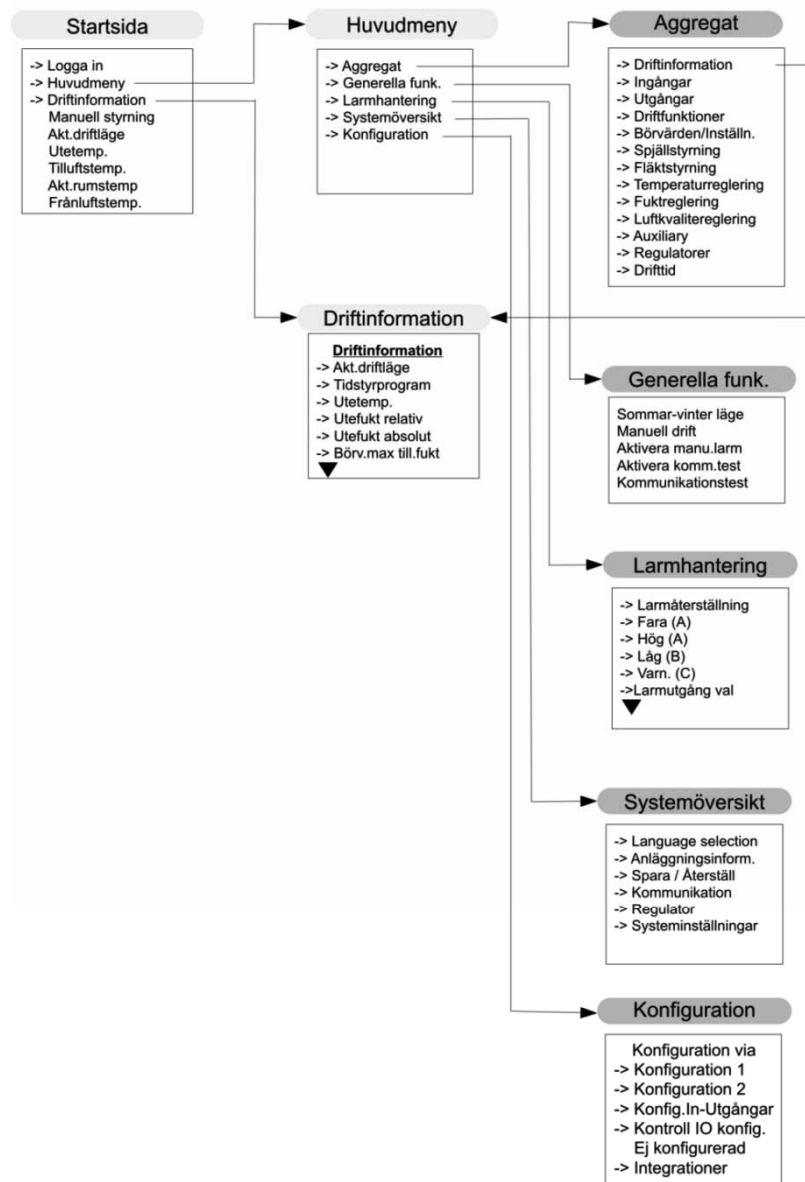 Startsida
-> Logga in
-> Huvudmeny
-> Driftinformation
Manuell styrning
Akt.driftläge
Utetemp.
Tilluftstemp.
Akt.rumstemp
Frånluftstemp.
Huvudmeny
-> Aggregat
-> Generella funk.
-> Larmhantering
-> Systemöversikt
-> Konfiguration
Aggregat
-> Driftinformation
-> Ingångar
-> Utgångar
-> Driftfunktioner
-> Börvärden/Inställn.
-> Spjällstyrning
-> Fläktstyrning
-> Temperaturreglering
-> Fuktreglering
-> Luftkvalitereglering
-> Auxiliary
-> Regulatorer
-> Drifttid
Driftinformation
Driftinformation
-> Akt.driftläge
-> Tidstyrprogram
-> Utetemp.
-> Utefukt relativ
-> Utefukt absolut
-> Börv.max till.fukt
Generella funk.
Sommar-vinter läge
Manuell drift
Aktivera manu.larm
Aktivera komm.test
Kommunikationstest
Larmhantering
-> Larmåterställning
-> Fara (A)
-> Hög (A)
-> Låg (B)
-> Varn. (C)
->Larmutgång val
Systemöversikt
-> Language selection
-> Anläggningsinform.
-> Spara / Återställ
-> Kommunikation
-> Regulator
-> Systeminställningar
Konfiguration
Konfiguration via
-> Konfiguration 1
-> Konfiguration 2
-> Konfig.In-Utgångar
-> Kontroll IO konfig.
Ej konfigurerad
-> Integrationer